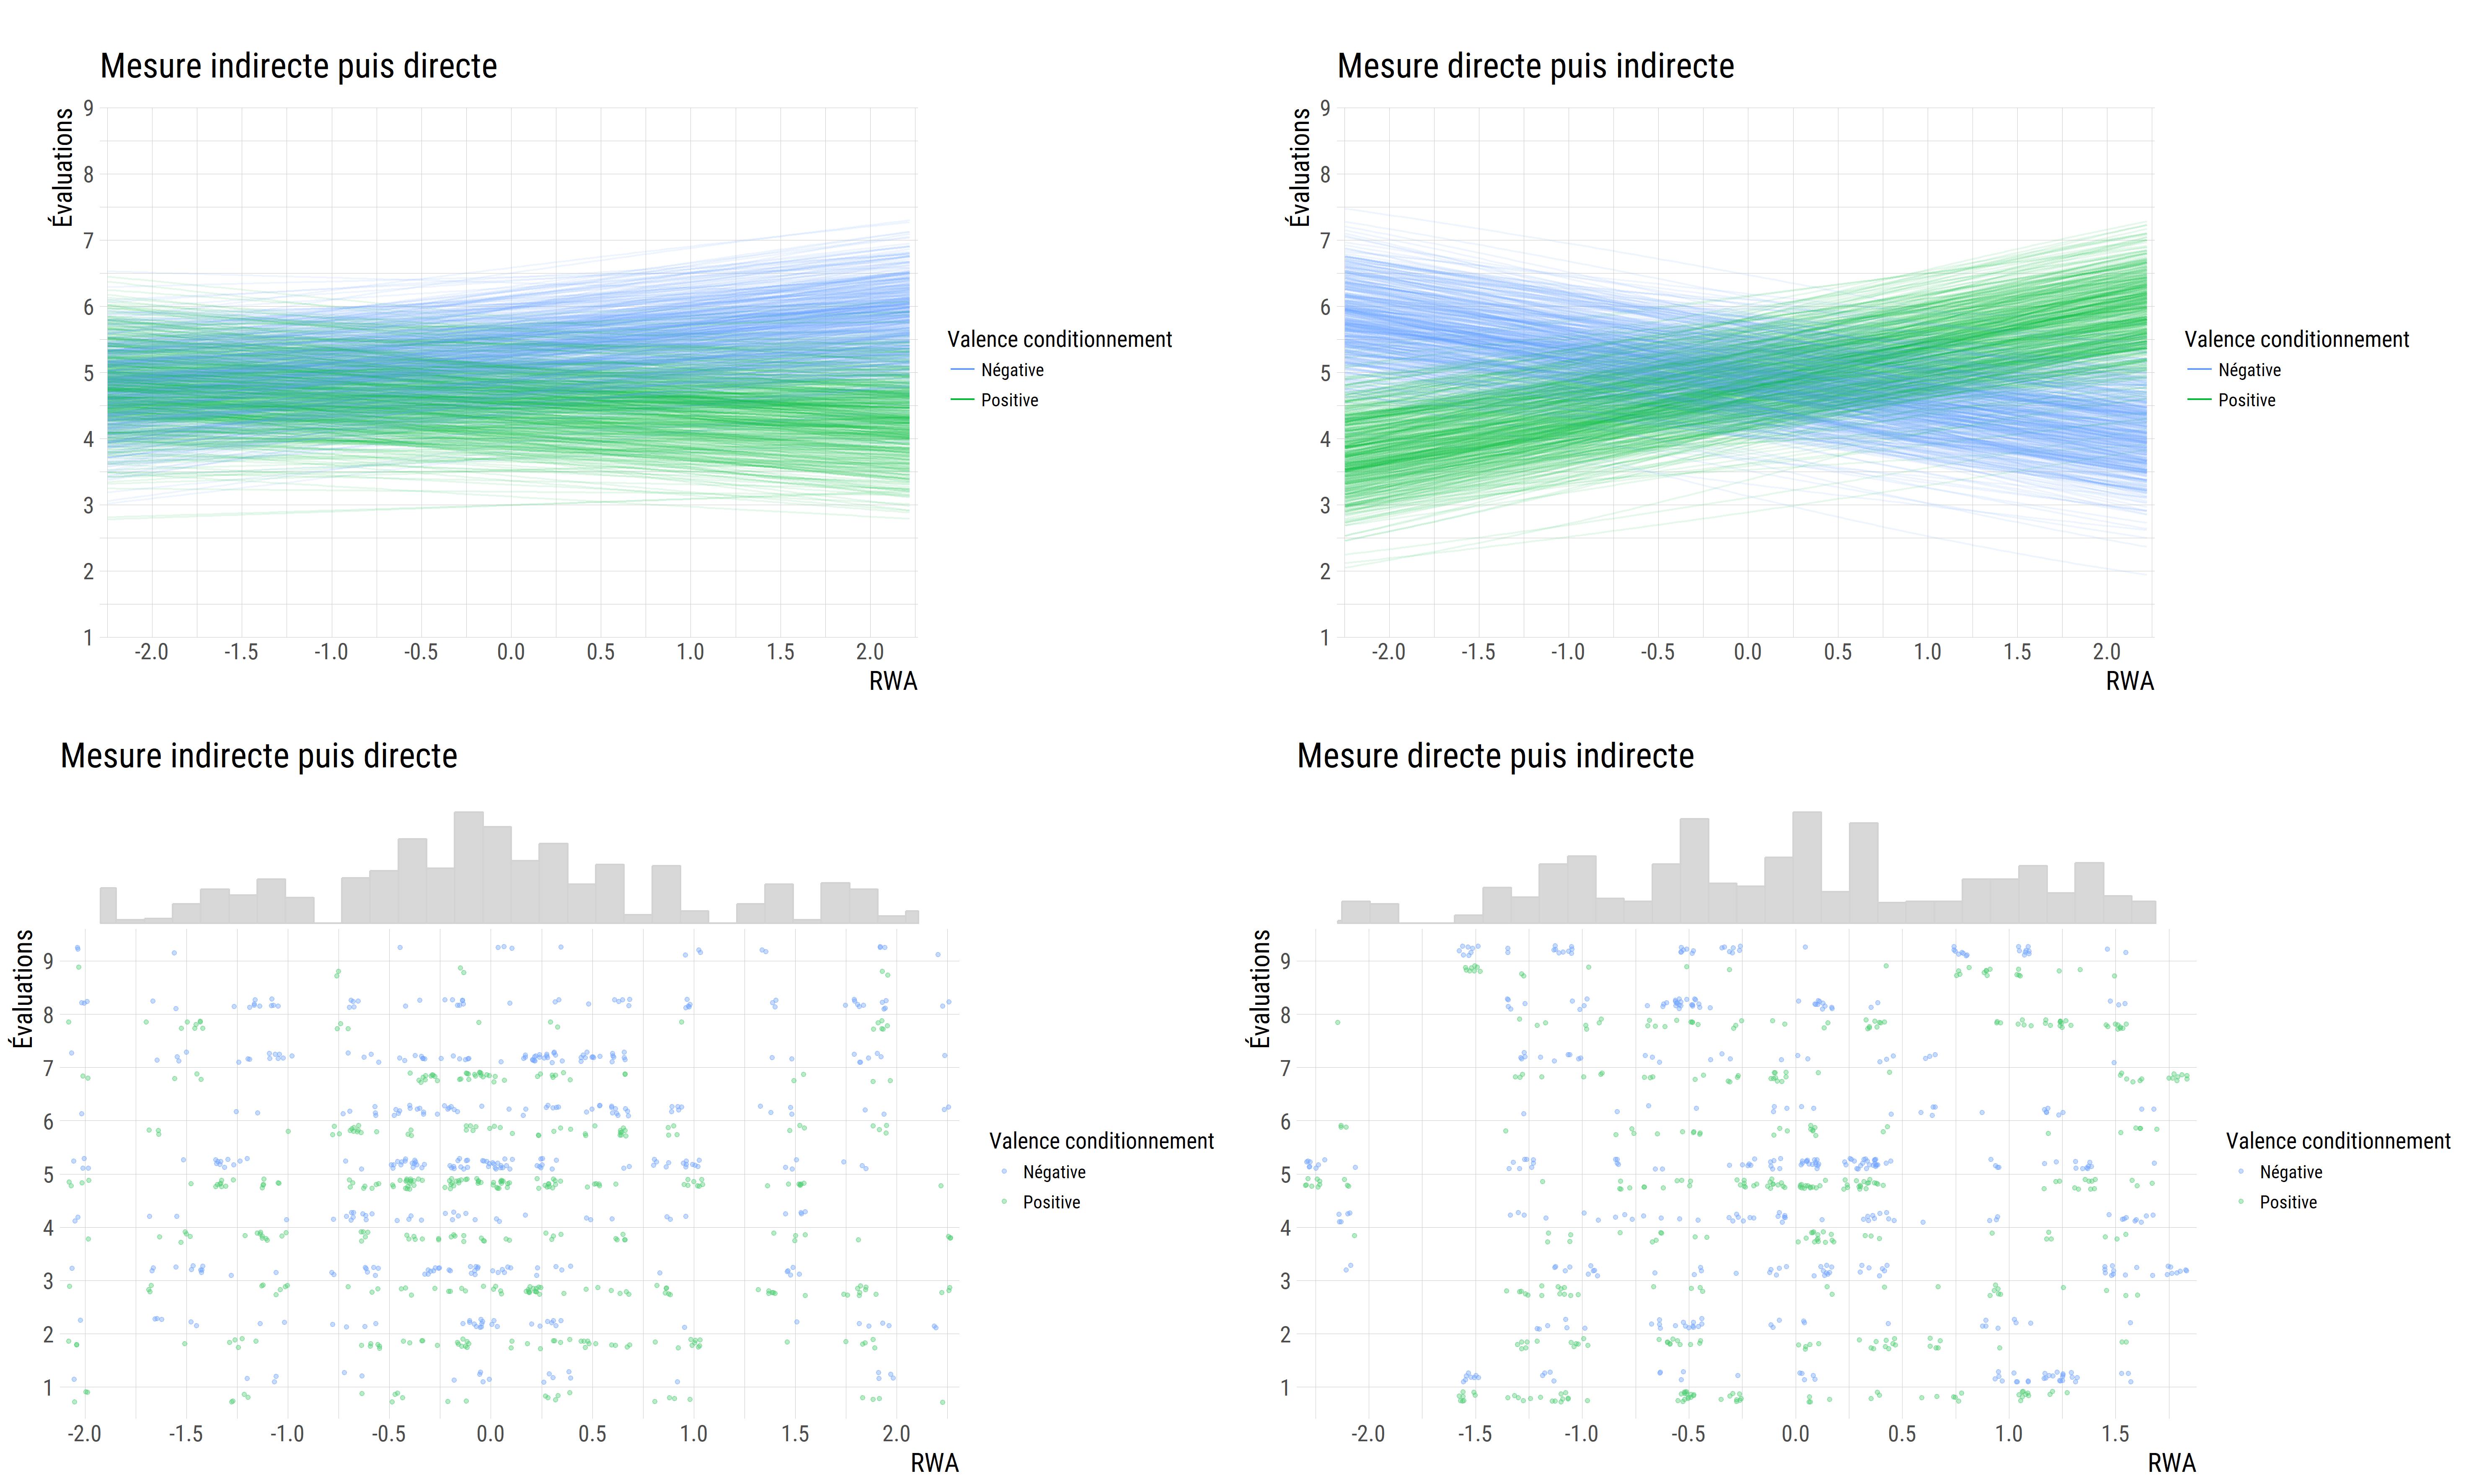 Mesure indirecte puis directe
Évaluations
9
8
7
6
5
4
3
2
1
-2.0 -1.5 -1.0 -0.5 0.0 0.5 1.0 1.5 2.0
RWA
Valence conditionnement
Négative
Positive
Mesure directe puis indirecte
Évaluations
9
8
7
6
5
4
3
2
1
-2.0 -1.5 -1.0 -0.5 0.0 0.5 1.0 1.5 2.0
RWA
Valence conditionnement
Négative
Positive
Mesure indirecte puis directe
Évaluations
9
8
7
6
5
4
3
2
1
-2.0 -1.5 -1.0 -0.5 0.0 0.5 1.0 1.5 2.0
RWA
Valence conditionnement
Négative
Positive
Mesure directe puis indirecte
Évaluations
9
8
7
6
5
4
3
2
1
-2.0 -1.5 -1.0 -0.5 0.0 0.5 1.0 1.5
RWA
Valence conditionnement
Négative
Positive